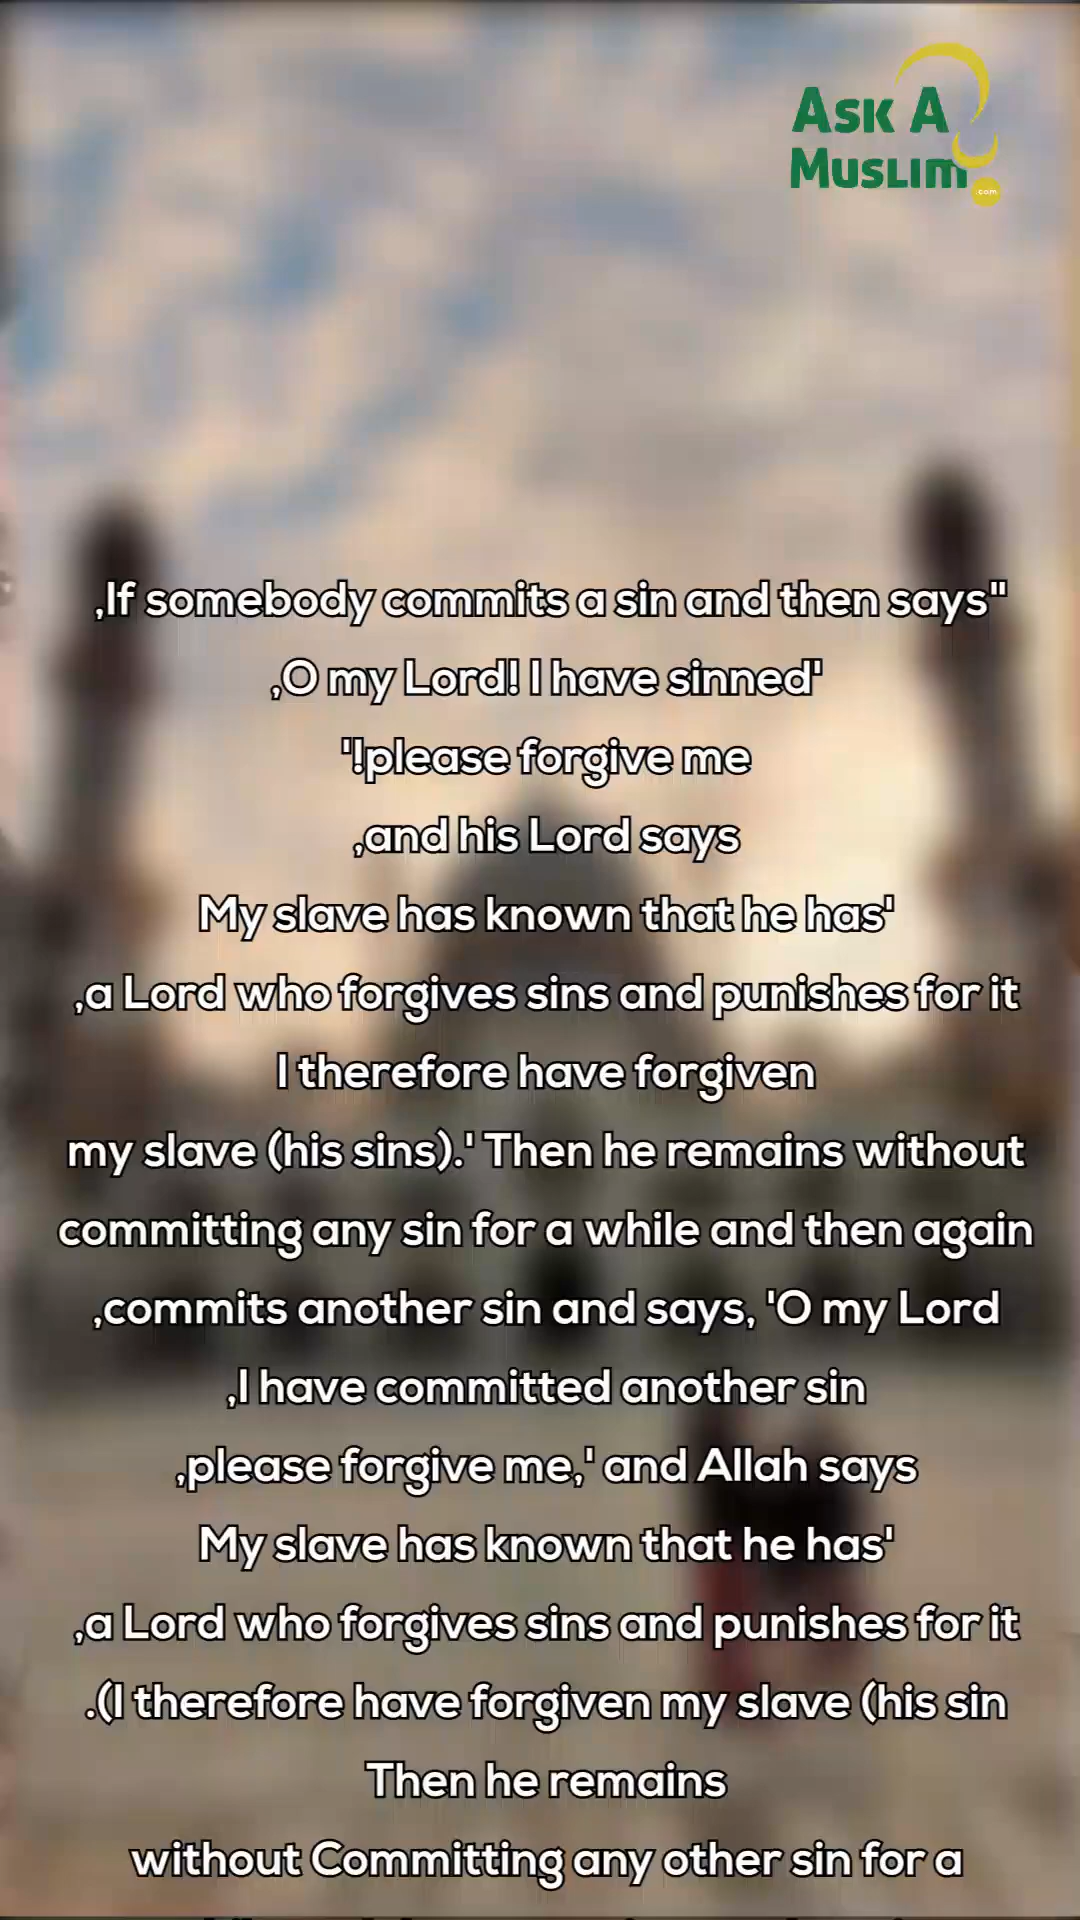 Ask A
Muslim
.com
,If somebody commits a sin and then says"
,O my Lord! I have sinned'
'!please forgive me
,and his Lord says
My slave has known that he has'
,a Lord who forgives sins and punishes for it
I therefore have forgiven
my slave (his sins).' Then he remains without
committing any sin for a while and then again
,commits another sin and says, 'O my Lord
,I have committed another sin
,please forgive me,' and Allah says
My slave has known that he has'
,a Lord who forgives sins and punishes for it
.(I therefore have forgiven my slave (his sin
Then he remains
without Committing any other sin for a